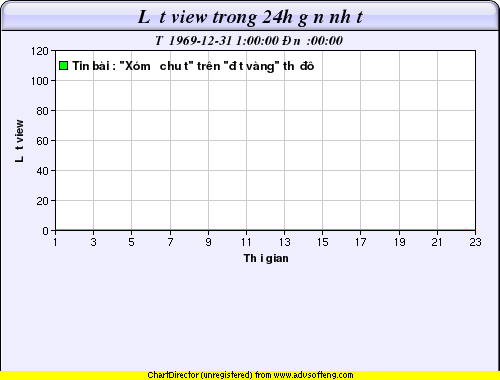 L t view trong 24h g n nh t
T 1969-12-31 1:00:00 Đn :00:00
120
Tin bài : "Xóm chu t" trên "đ t vàng" th đô
100
80
60
40
20
0
L t view
1 3 5 7 9 11 13 15 17 19 21 23
Th i gian
ChartDirector (unregistered) from www.advsofteng.com